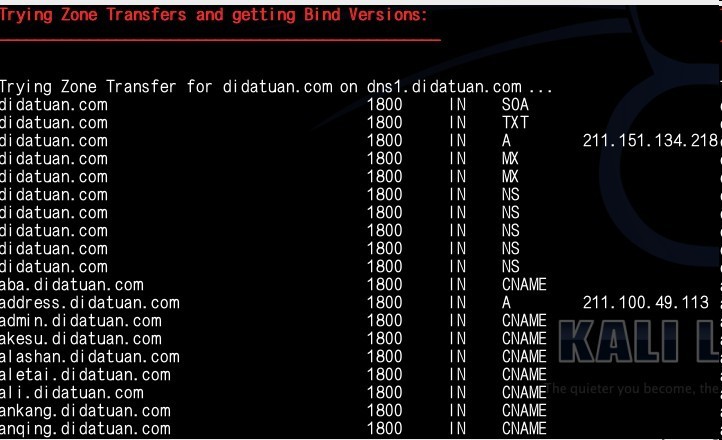 Trying Zone Transfers and getting Bind Versions:
Trying Zone Transfer for didatuan.com on dns1.didatuan.com ...
didatuan.com 1800 IN SOA
didatuan.com 1800 IN TXT
didatuan.com 1800 IN A 211.151.134.218
didatuan.com 1800 IN MX
didatuan.com 1800 IN MX
didatuan.com 1800 IN NS
didatuan.com 1800 IN NS
didatuan.com 1800 IN NS
didatuan.com 1800 IN NS
didatuan.com 1800 IN NS
aba.didatuan.com 1800 IN CNAME
address.didatuan.com 1800 IN A 211.100.49.113
admin.didatuan.com 1800 IN CNAME
akesu.didatuan.com 1800 IN CNAME
alashan.didatuan.com 1800 IN CNAME
aletai.didatuan.com 1800 IN CNAME
ali.didatuan.com 1800 IN CNAME
ankang.didatuan.com 1800 IN CNAME
anqing.didatuan.com 1800 IN CNAME
KALI L
The quieter you become, the